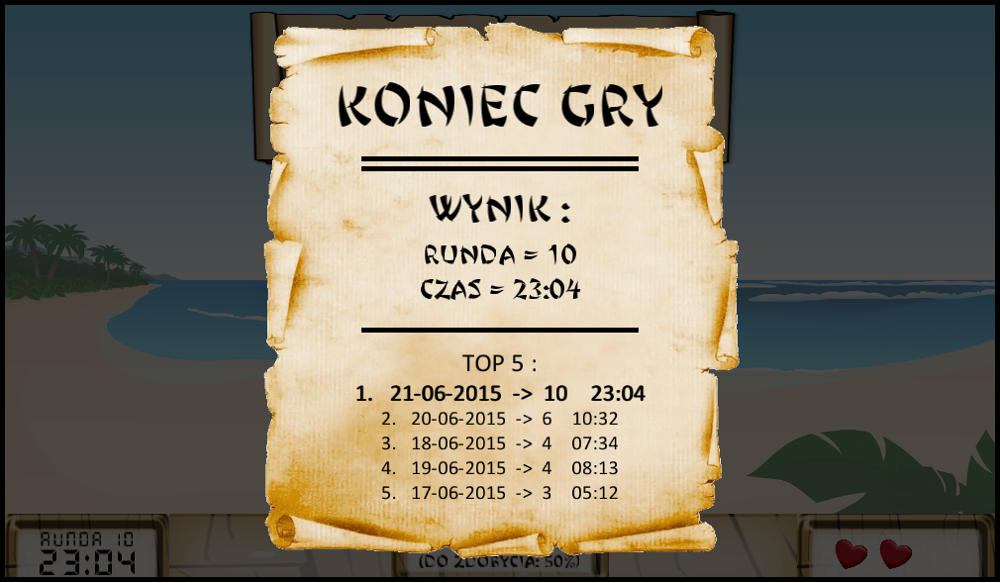 KONIEC GRY
WYNIK :
RUNDA = 10
CZAS = 23:04
TOP 5 :
1. 21-06-2015 -> 10 23:04
2. 20-06-2015 -> 6 10:32
3. 18-06-2015 -> 4 07:34
4. 19-06-2015 -> 4 08:13
5. 17-06-2015 -> 3 05:12
RUNDA 10
23:04
(DO ZDOBYCIA: 50%)